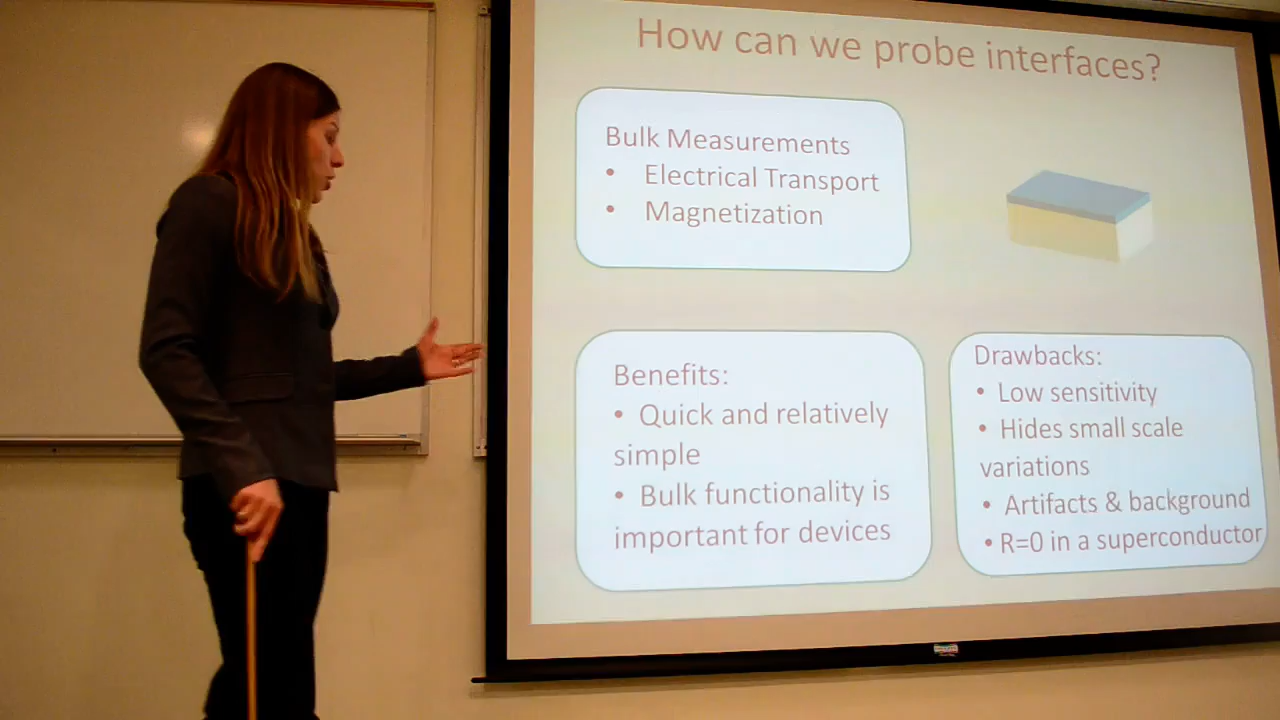 How can we probe interfaces?
Bulk Measurements
• Electrical Transport
• Magnetization
Benefits:
• Quick and relatively
simple
• Bulk functionality is
important for devices
Drawbacks:
• Low sensitivity
• Hides small scale
variations
• Artifacts & background
• R=0 in a superconductor